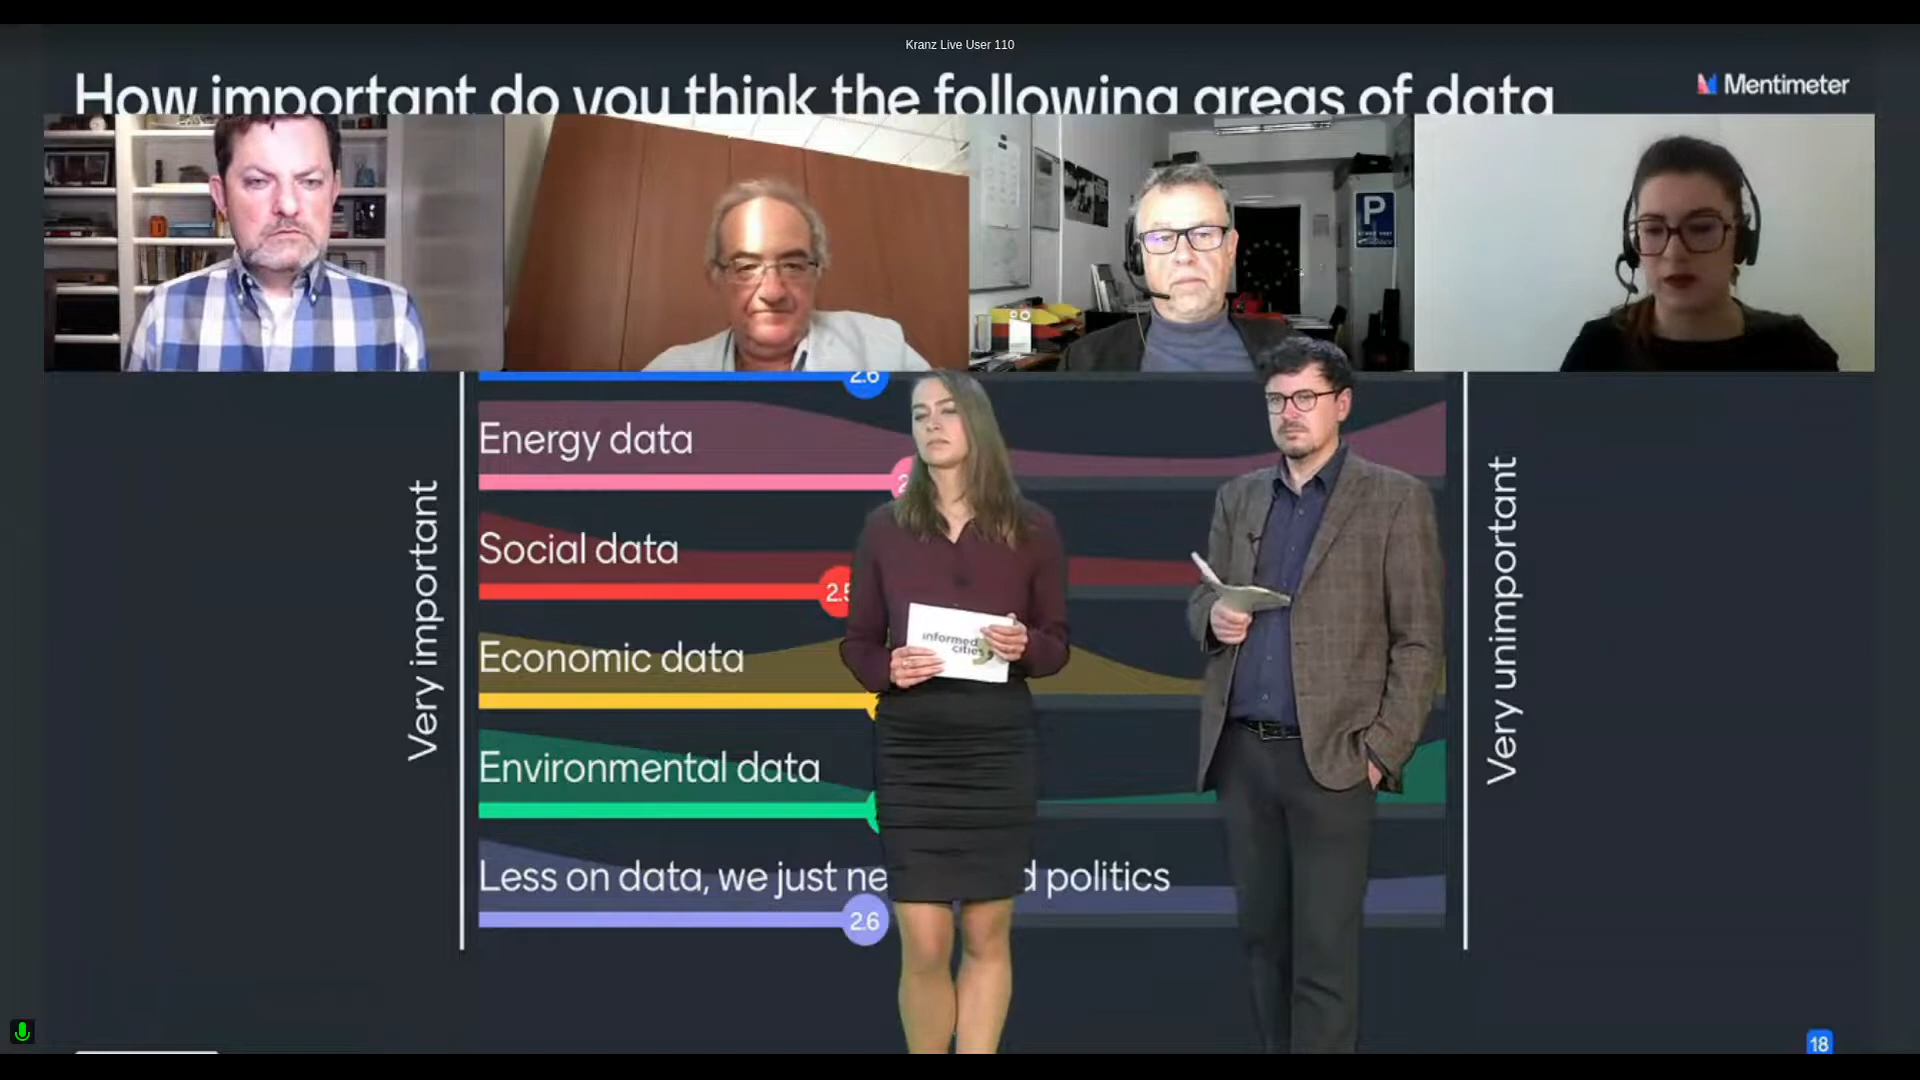 Kranz Live User 110
How important do you think the following areas of data
Mentimeter
P
2.6
Energy data
Social data
2.5
informed
cities
Economic data
Environmental data
Less on data, we just
politics
2.6
Very important
Very unimportant
18